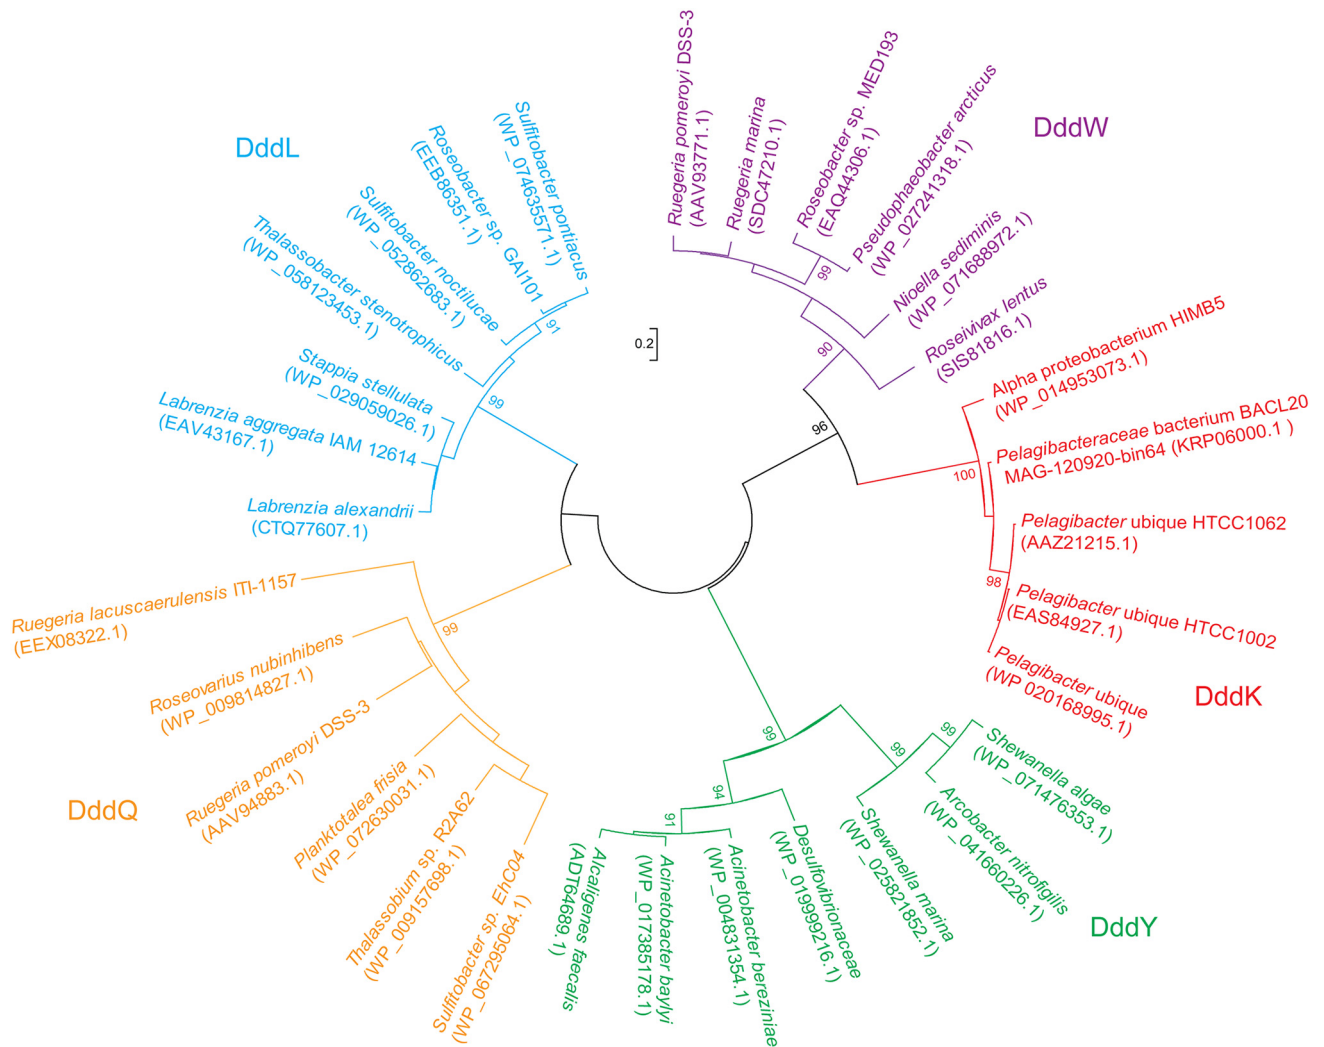 DddL
Sulfitobacter pontiacus
(WP_074635571.1)
Roseobacter sp. GAI101
(EEB86351.1)
Sulfitobacter noctilucae
(WP_052862683.1)
Thalassobacter stenotrophicus
(WP_058123453.1)
Stappia stellulata
(WP_029059026.1)
Labrenzia aggregata IAM 12614
(EAV43167.1)
Labrenzia alexandrii
(CTQ77607.1)
91
99
DddW
Ruegeria pomeroyi DSS-3
(AAV93771.1)
Ruegeria marina
(SDC47210.1)
Roseobacter sp. MED193
(EAQ44306.1)
Pseudophaeobacter arcticus
(WP_027241318.1)
Nioella sediminis
(WP_071688972.1)
Roseivivax lentus
(SIS81816.1)
99
90
0.2
96
Alpha proteobacterium HIMB5
(WP_014953073.1)
Pelagibacteraceae bacterium BACL20
MAG-120920-bin64 (KRP06000.1 )
100
Pelagibacter ubique HTCC1062
(AAZ21215.1)
98
Pelagibacter ubique HTCC1002
(EAS84927.1)
Pelagibacter ubique
(WP 020168995.1)
DddK
Ruegeria lacuscaerulensis ITI-1157
(EEX08322.1)
99
Roseovarius nubinhibens
(WP_009814827.1)
Ruegeria pomeroyi DSS-3
(AAV94883.1)
Planktotalea frisia
(WP_072630031.1)
Thalassobium sp. R2A62
(WP_009157698.1)
Sulfitobacter sp. EhC04
(WP_067295064.1)
DddQ
99
94
91
99
99
Alcaligenes faecalis
(ADT64689.1)
Acinetobacter baylyi
(WP_017385178.1)
Acinetobacter bereziniae
(WP_004831354.1)
Desulfovibrionaceae
(WP_019999216.1)
Shewanella marina
(WP_025821852.1)
Arcobacter nitrofigilis
(WP_041660226.1)
Shewanella algae
(WP_071476353.1)
DddY